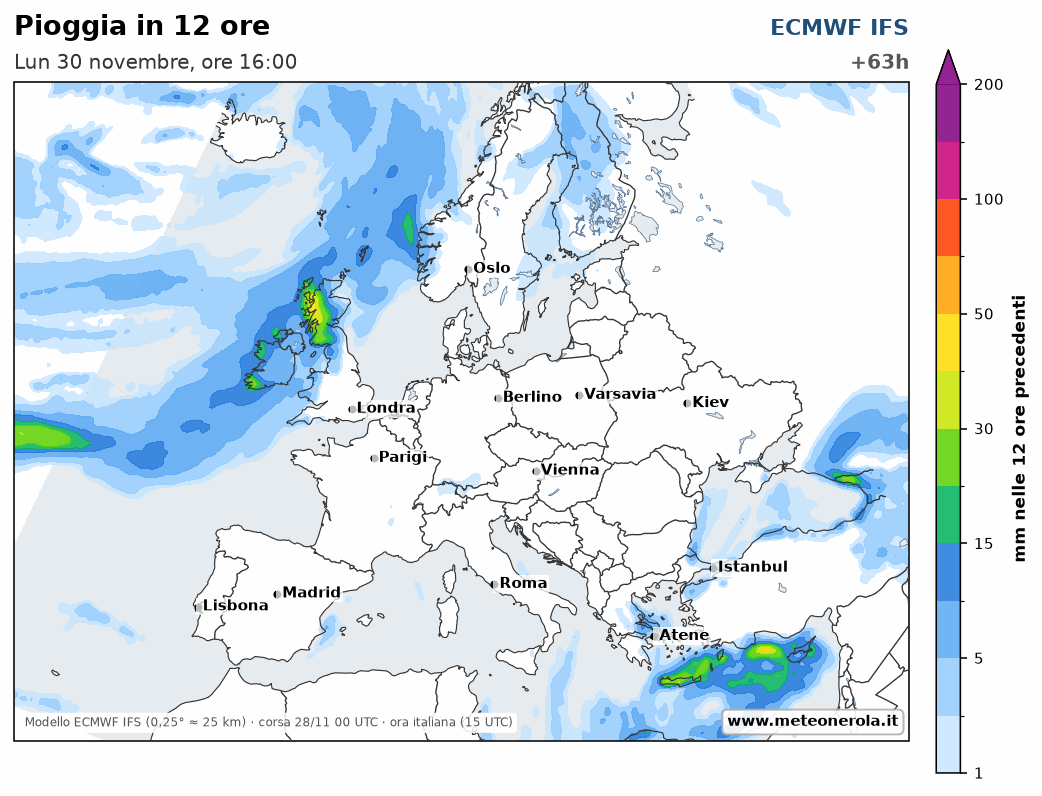 Pioggia in 12 ore
ECMWF IFS
Lun 30 novembre, ore 16:00
+63h
200
100
50
30
15
5
1
mm nelle 12 ore precedenti
Oslo
Berlino
Varsavia
Kiev
Londra
Parigi
Vienna
Istanbul
Roma
Madrid
Lisbona
Atene
Modello ECMWF IFS (0,25° ≈ 25 km) · corsa 28/11 00 UTC · ora italiana (15 UTC)
www.meteonerola.it